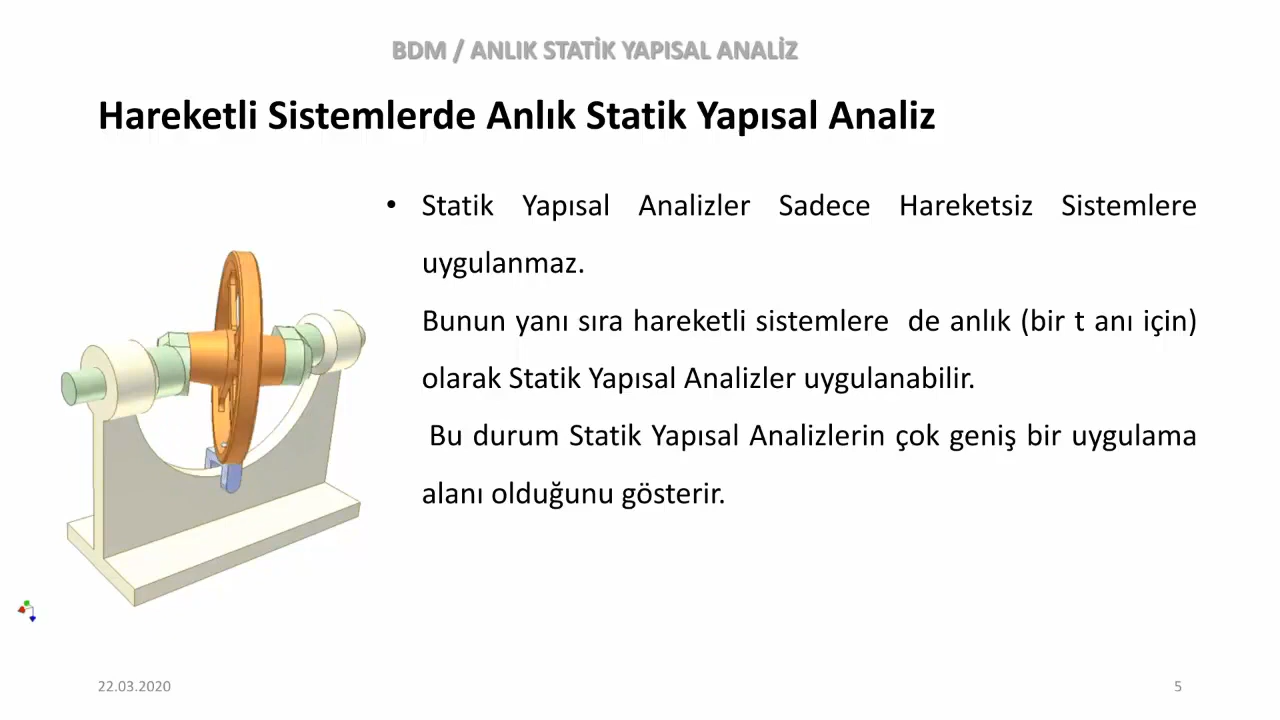 BDM / ANLIK STATİK YAPISAL ANALİZ
Hareketli Sistemlerde Anlık Statik Yapısal Analiz
• Statik Yapısal Analizler Sadece Hareketsiz Sistemlere
uygulanmaz.
Bunun yanı sıra hareketli sistemlere de anlık (bir t anı için)
olarak Statik Yapısal Analizler uygulanabilir.
Bu durum Statik Yapısal Analizlerin çok geniş bir uygulama
alanı olduğunu gösterir.
22.03.2020
5